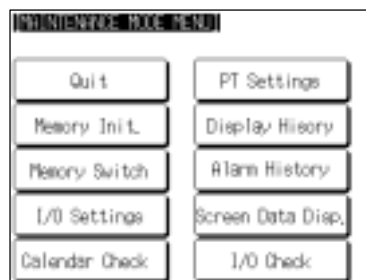 [MAINTENANCE MODE MENU]
Quit
PT Settings
Memory Init.
Display Hisory
Memory Switch
Alarm History
I/O Settings
Screen Data Disp.
Calendar Check
I/O Check